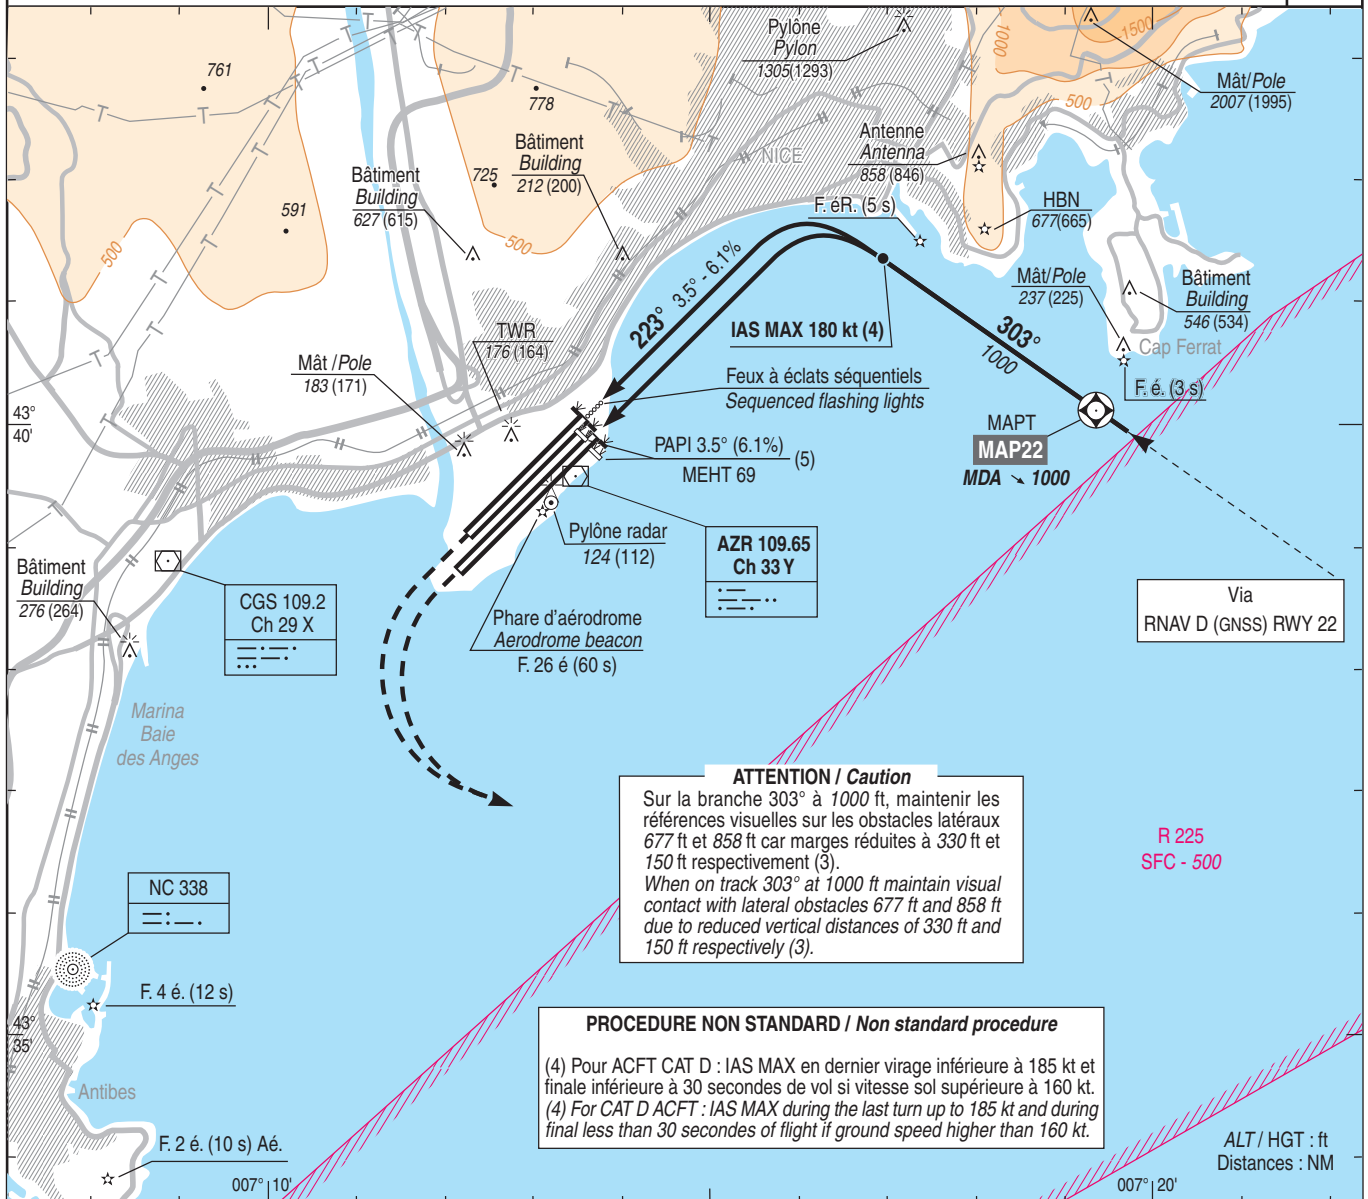 Pylône
Pylon
1305(1293)
761
778
Mât/Pole
2007 (1995)
1000
1500
500
Antenne
Antenna
858 (846)
NICE
Bâtiment
Building
212 (200)
Bâtiment
Building
627 (615)
725
591
500
500
F. éR. (5 s)
HBN
677(665)
Mât/Pole
237 (225)
Bâtiment
Building
546 (534)
Cap Ferrat
F. é. (3 s)
223° 3.5° - 6.1%
IAS MAX 180 kt (4)
303°
1000
TWR
176 (164)
Mât /Pole
183 (171)
Feux à éclats séquentiels
Sequenced flashing lights
43°
40'
MAPT
MAP22
MDA ↘ 1000
PAPI 3.5° (6.1%)
MEHT 69
(5)
Pylône radar
124 (112)
AZR 109.65
Ch 33 Y
Bâtiment
Building
276 (264)
CGS 109.2
Ch 29 X
Phare d'aérodrome
Aerodrome beacon
F. 26 é (60 s)
Via
RNAV D (GNSS) RWY 22
Marina
Baie
des Anges
ATTENTION / Caution
Sur la branche 303° à 1000 ft, maintenir les
références visuelles sur les obstacles latéraux
677 ft et 858 ft car marges réduites à 330 ft et
150 ft respectivement (3).
When on track 303° at 1000 ft maintain visual
contact with lateral obstacles 677 ft and 858 ft
due to reduced vertical distances of 330 ft and
150 ft respectively (3).
R 225
SFC - 500
NC 338
F. 4 é. (12 s)
43°
35'
PROCEDURE NON STANDARD / Non standard procedure
(4) Pour ACFT CAT D : IAS MAX en dernier virage inférieure à 185 kt et
finale inférieure à 30 secondes de vol si vitesse sol supérieure à 160 kt.
(4) For CAT D ACFT : IAS MAX during the last turn up to 185 kt and during
final less than 30 secondes of flight if ground speed higher than 160 kt.
Antibes
F. 2 é. (10 s) Aé.
ALT / HGT : ft
Distances : NM
007° 10'
007° 20'